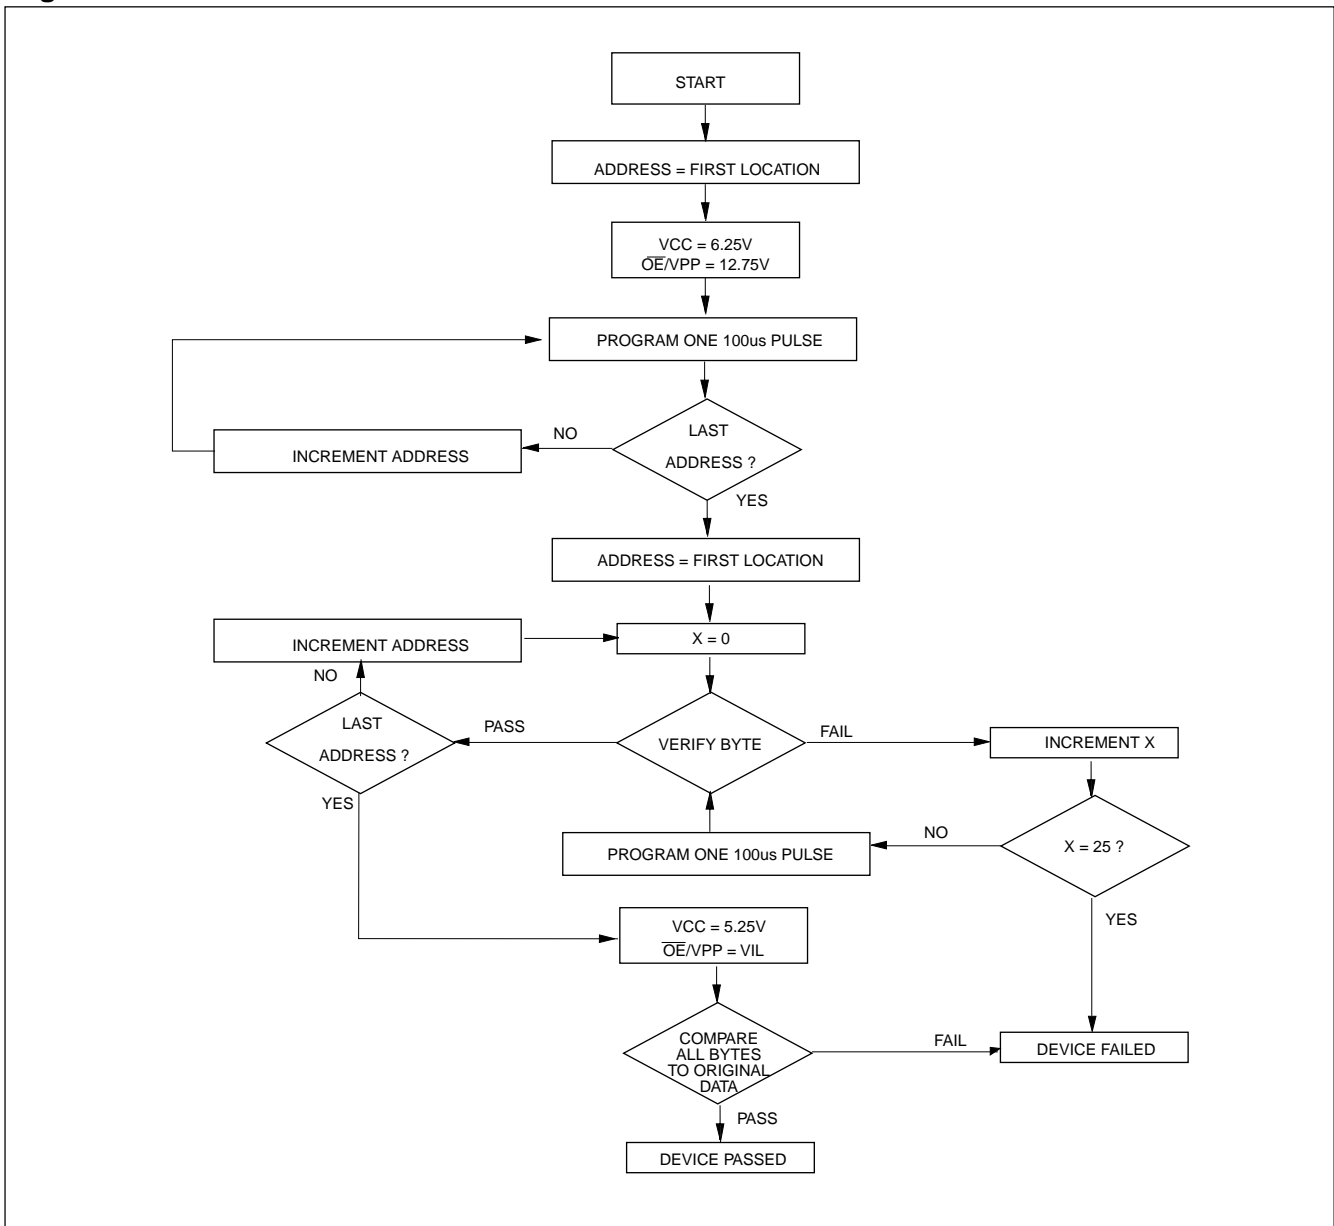 START
ADDRESS = FIRST LOCATION
VCC = 6.25V
OE/VPP = 12.75V
PROGRAM ONE 100us PULSE
LAST
ADDRESS ?
NO
INCREMENT ADDRESS
YES
ADDRESS = FIRST LOCATION
INCREMENT ADDRESS
X = 0
NO
LAST
ADDRESS ?
PASS
VERIFY BYTE
FAIL
INCREMENT X
YES
PROGRAM ONE 100us PULSE
NO
X = 25 ?
YES
VCC = 5.25V
OE/VPP = VIL
COMPARE
ALL BYTES
TO ORIGINAL
DATA
FAIL
DEVICE FAILED
PASS
DEVICE PASSED